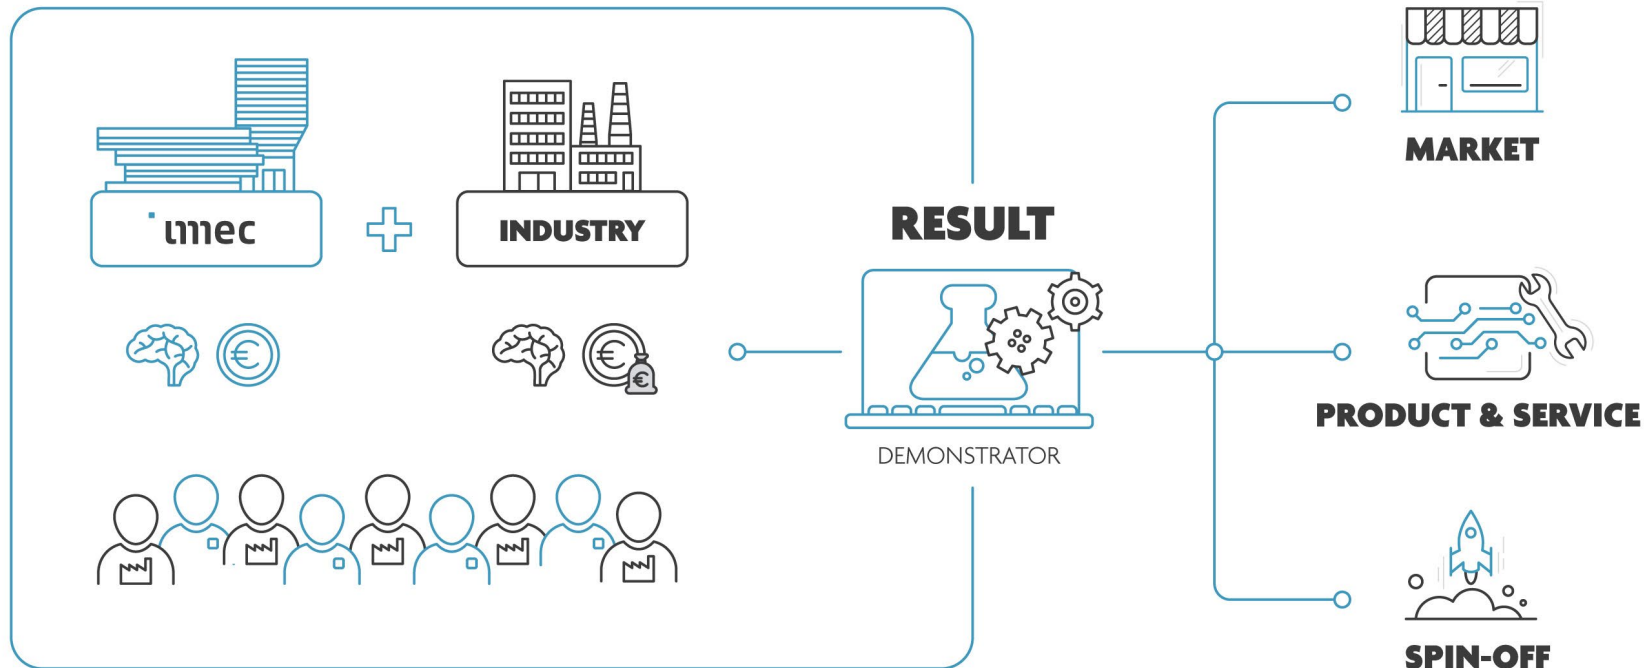 imec
INDUSTRY
RESULT
DEMONSTRATOR
MARKET
PRODUCT & SERVICE
SPIN-OFF